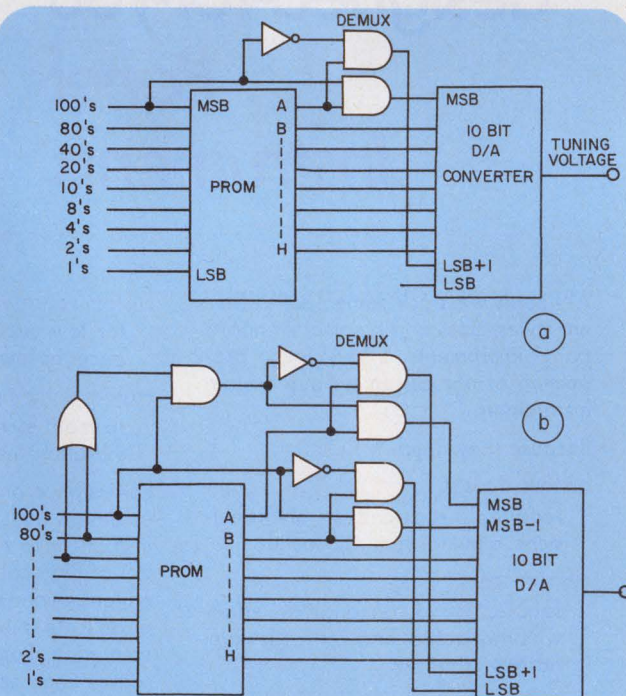 DEMUX
100's
80's
40's
20's
10's
8's
4's
2's
1's
MSB
PROM
LSB
A
B
H
MSB
10 BIT
D/A
CONVERTER
LSB+1
LSB
TUNING
VOLTAGE
a
DEMUX
b
100's
80's
2's
1's
PROM
A
B
H
MSB
MSB-1
10 BIT
D/A
LSB+1
LSB